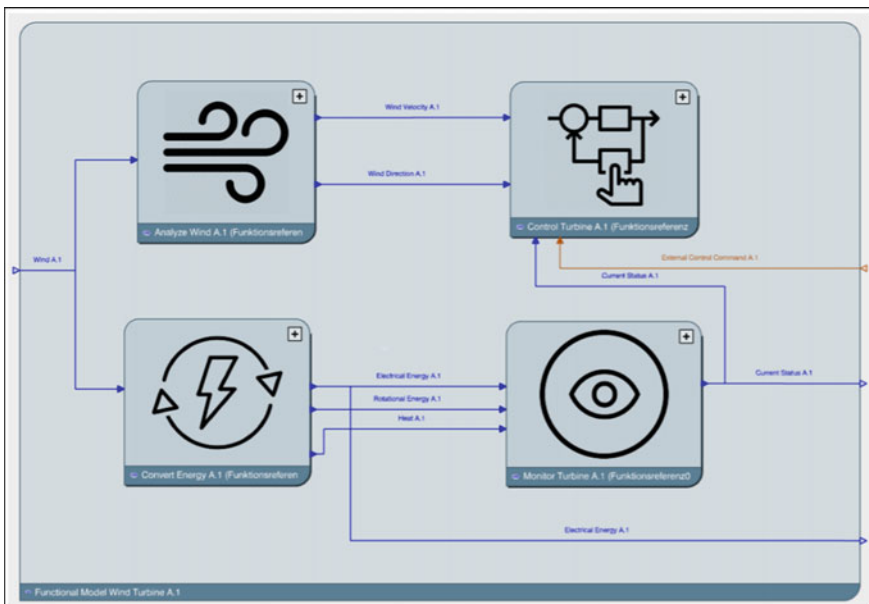 Wind Velocity A.1
Wind Direction A.1
Analyze Wind A.1 (Funktionsreferen
Control Turbine A.1 (Funktionsreferenz
Wind A.1
External Control Command A.1
Current Status A.1
Electrical Energy A.1
Rotational Energy A.1
Heat A.1
Current Status A.1
Convert Energy A.1 (Funktionsreferen
Monitor Turbine A.1 (Funktionsreferenz0
Electrical Energy A.1
Functional Model Wind Turbine A.1